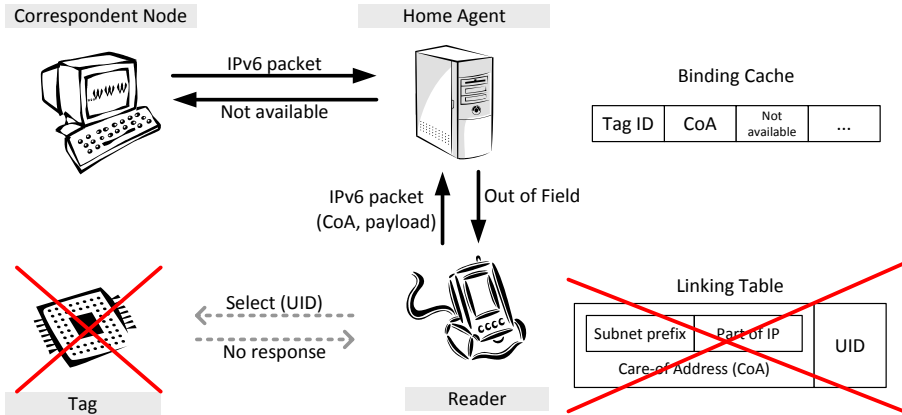 Correspondent Node
Home Agent
...www
IPv6 packet
Not available
Binding Cache
Tag ID
CoA
Not
available
...
IPv6 packet
(CoA, payload)
Out of Field
Select (UID)
No response
Linking Table
Subnet prefix
Part of IP
UID
Care-of Address (CoA)
Tag
Reader